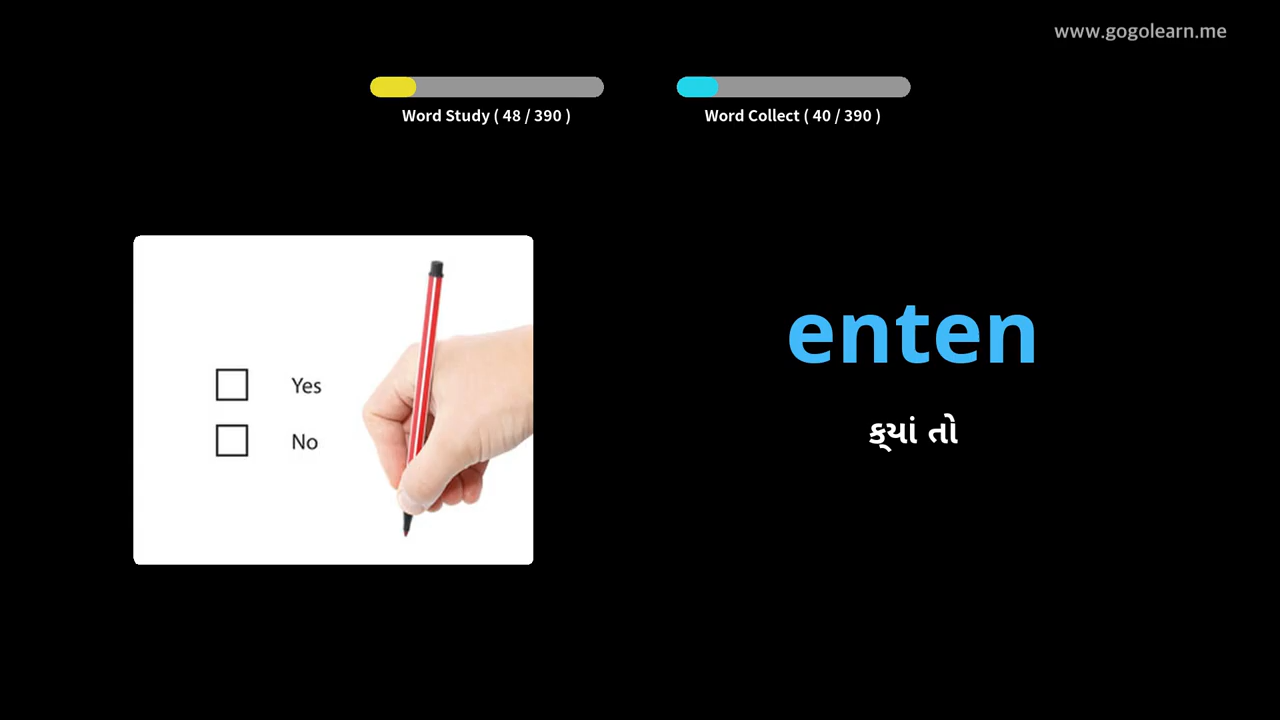 www.gogolearn.me
Word Study ( 48 / 390 )
Word Collect ( 40 / 390 )
Yes
No
enten
ક્યાં તો